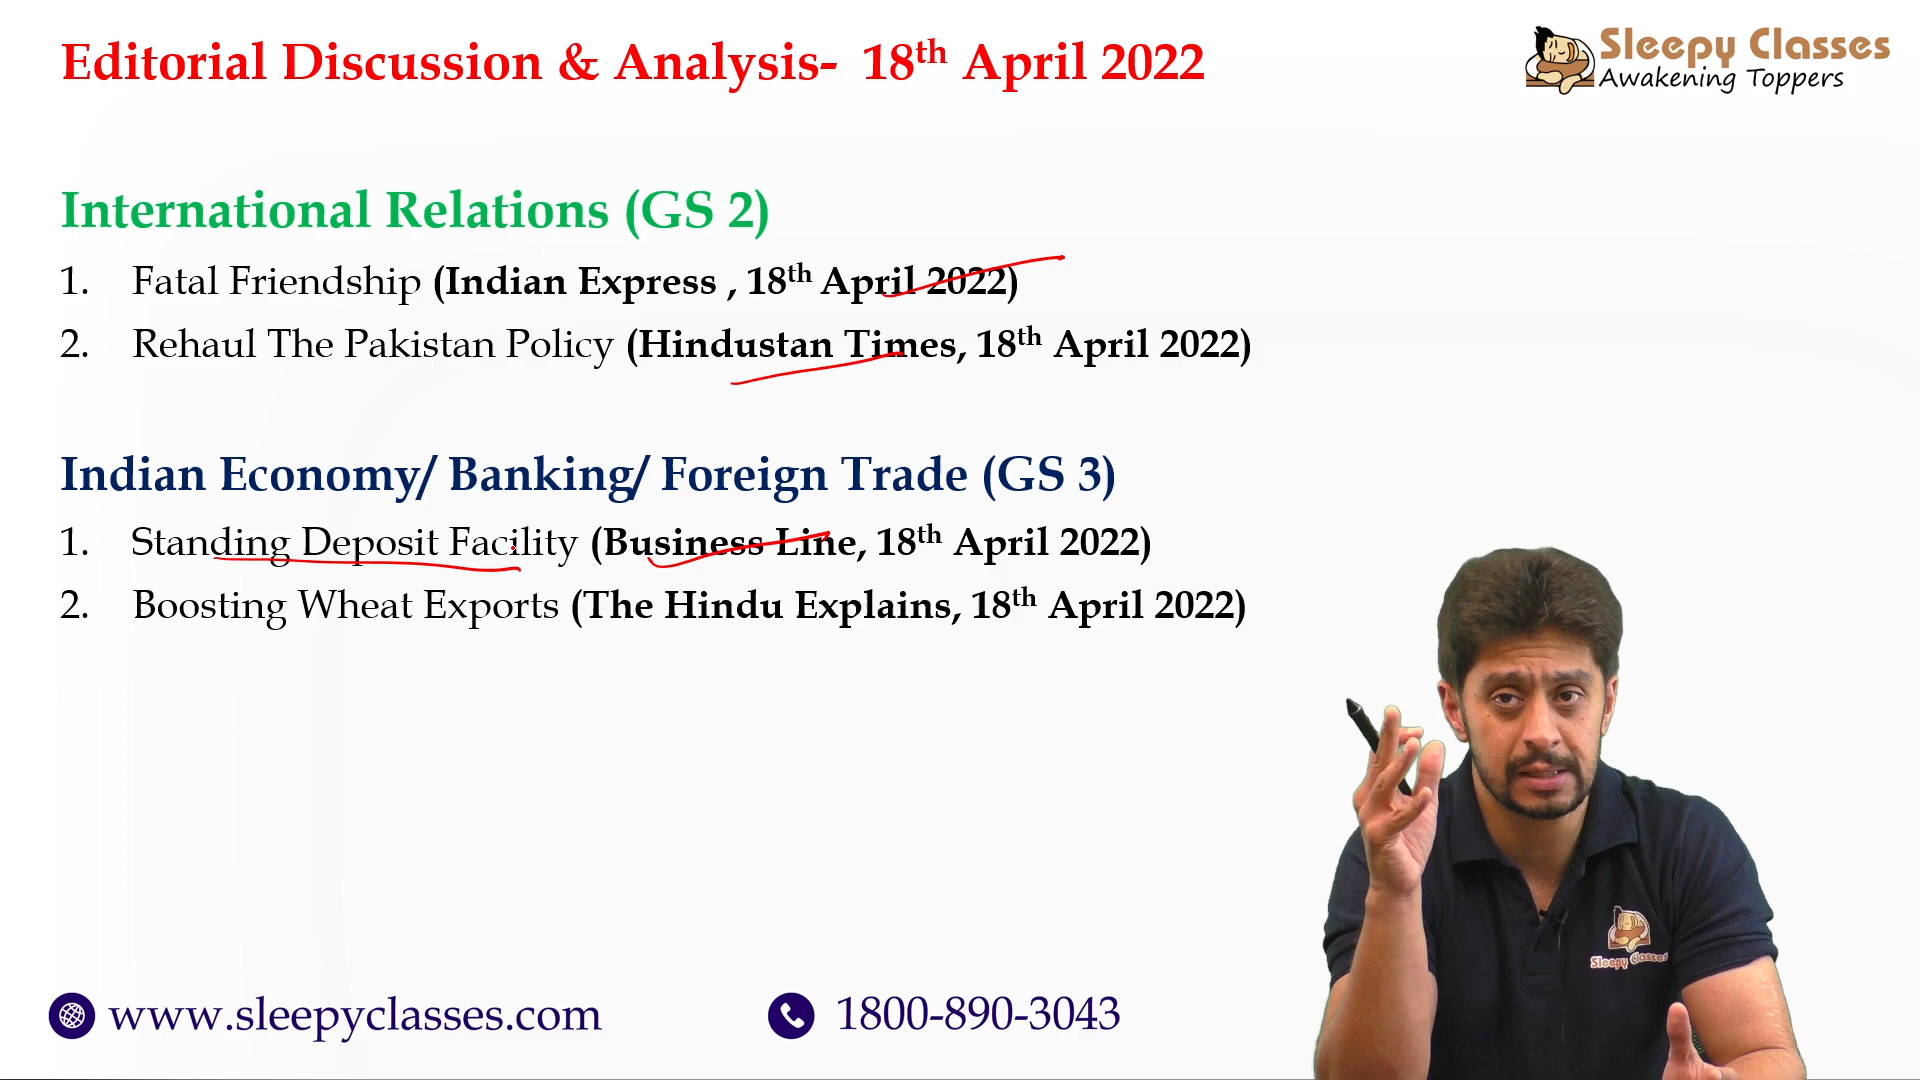 Editorial Discussion & Analysis- 18th April 2022
Sleepy Classes
Awakening Toppers
International Relations (GS 2)
1. Fatal Friendship (Indian Express , 18th April 2022)
2. Rehaul The Pakistan Policy (Hindustan Times, 18th April 2022)
Indian Economy/ Banking/ Foreign Trade (GS 3)
1. Standing Deposit Facility (Business Line, 18th April 2022)
2. Boosting Wheat Exports (The Hindu Explains, 18th April 2022)
Sleepy Classes
www.sleepyclasses.com
1800-890-3043